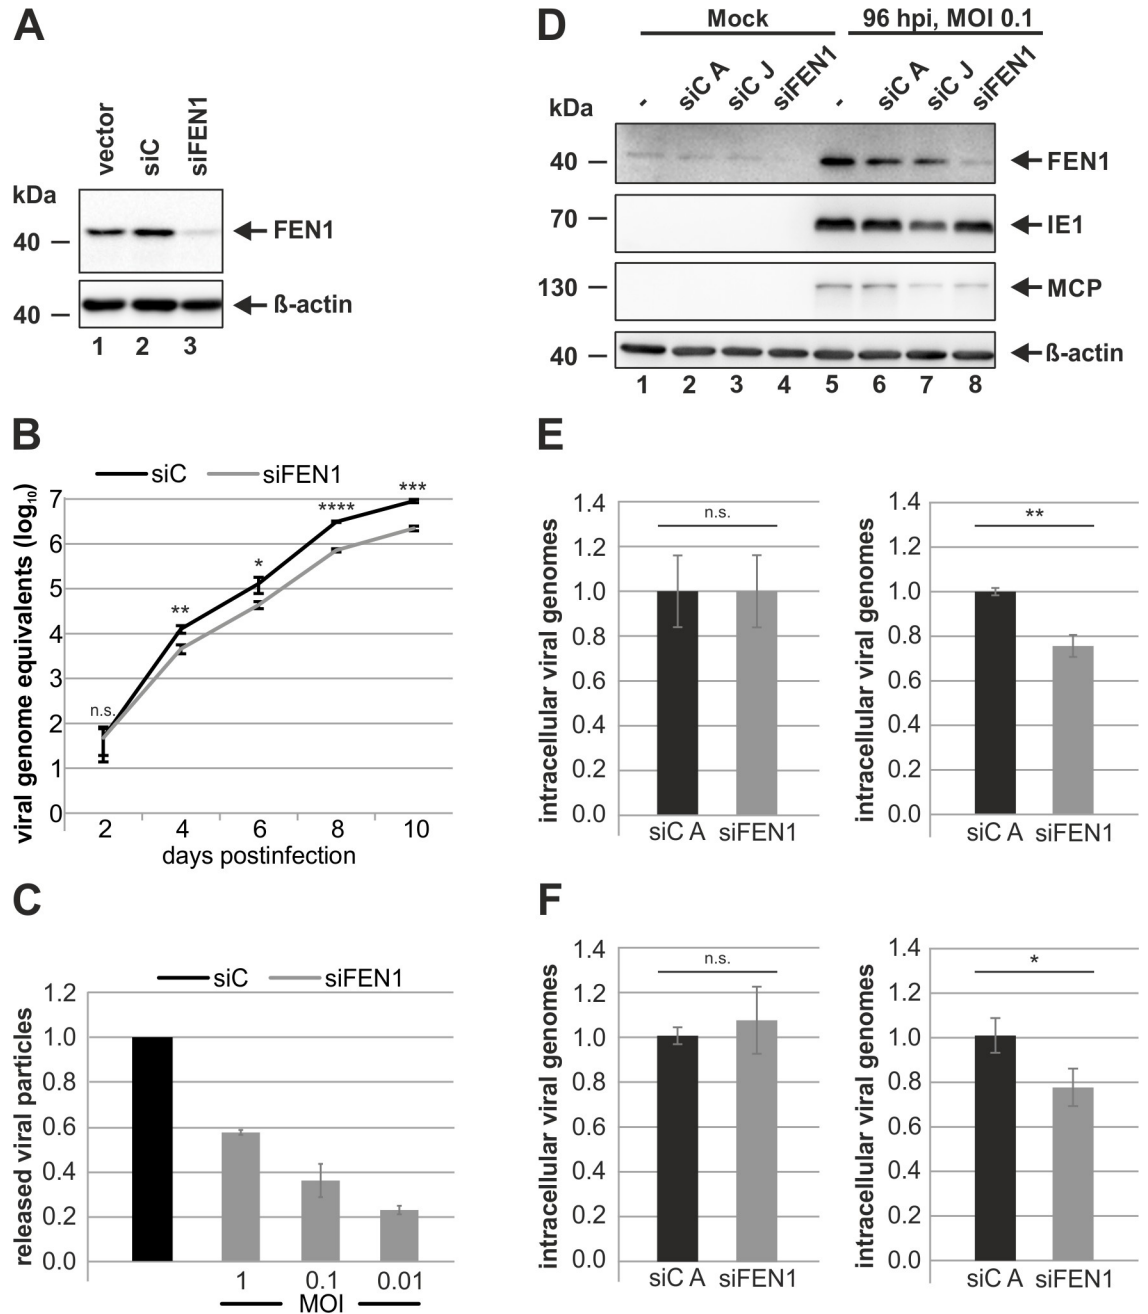 A
vector
siC
siFEN1
kDa
40
FEN1
40
ß-actin
1 2 3
B
siC siFEN1
viral genome equivalents (log₁₀)
7
6
5
4
3
2
1
0
n.s.
**
*
****
***
2 4 6 8 10
days postinfection
C
siC siFEN1
released viral particles
1.2
1.0
0.8
0.6
0.4
0.2
0.0
1 0.1 0.01
MOI
D
Mock 96 hpi, MOI 0.1
- siC A siC J siFEN1 - siC A siC J siFEN1
kDa
40 FEN1
70 IE1
130 MCP
40 ß-actin
1 2 3 4 5 6 7 8
E
intracellular viral genomes
1.4
1.2
1.0
0.8
0.6
0.4
0.2
0.0
n.s.
siC A siFEN1
intracellular viral genomes
1.4
1.2
1.0
0.8
0.6
0.4
0.2
0.0
**
siC A siFEN1
F
intracellular viral genomes
1.4
1.2
1.0
0.8
0.6
0.4
0.2
0.0
n.s.
siC A siFEN1
intracellular viral genomes
1.4
1.2
1.0
0.8
0.6
0.4
0.2
0.0
*
siC A siFEN1